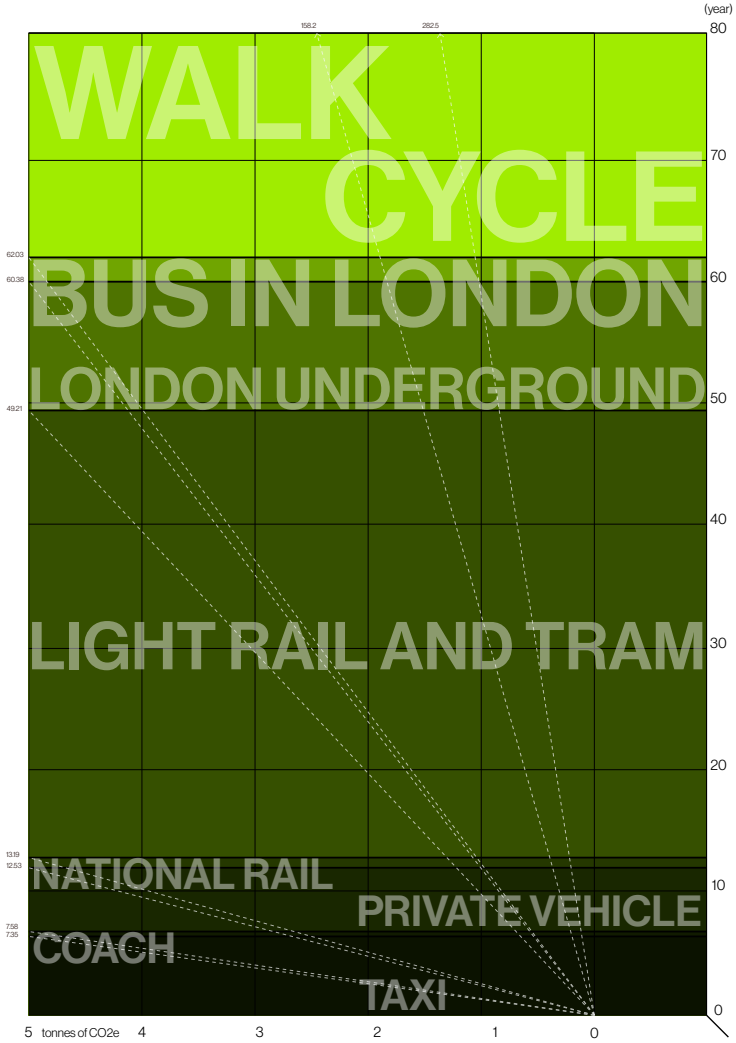 (year)
158.2 282.5 80
WALK
70
CYCLE
62.03
BUS IN LONDON 60
60.38
LONDON UNDERGROUND 50
49.21
40
LIGHT RAIL AND TRAM 30
20
13.19
12.53 NATIONAL RAIL
10
PRIVATE VEHICLE
7.58
7.35
COACH
TAXI
0
5 tonnes of CO2e 4 3 2 1 0